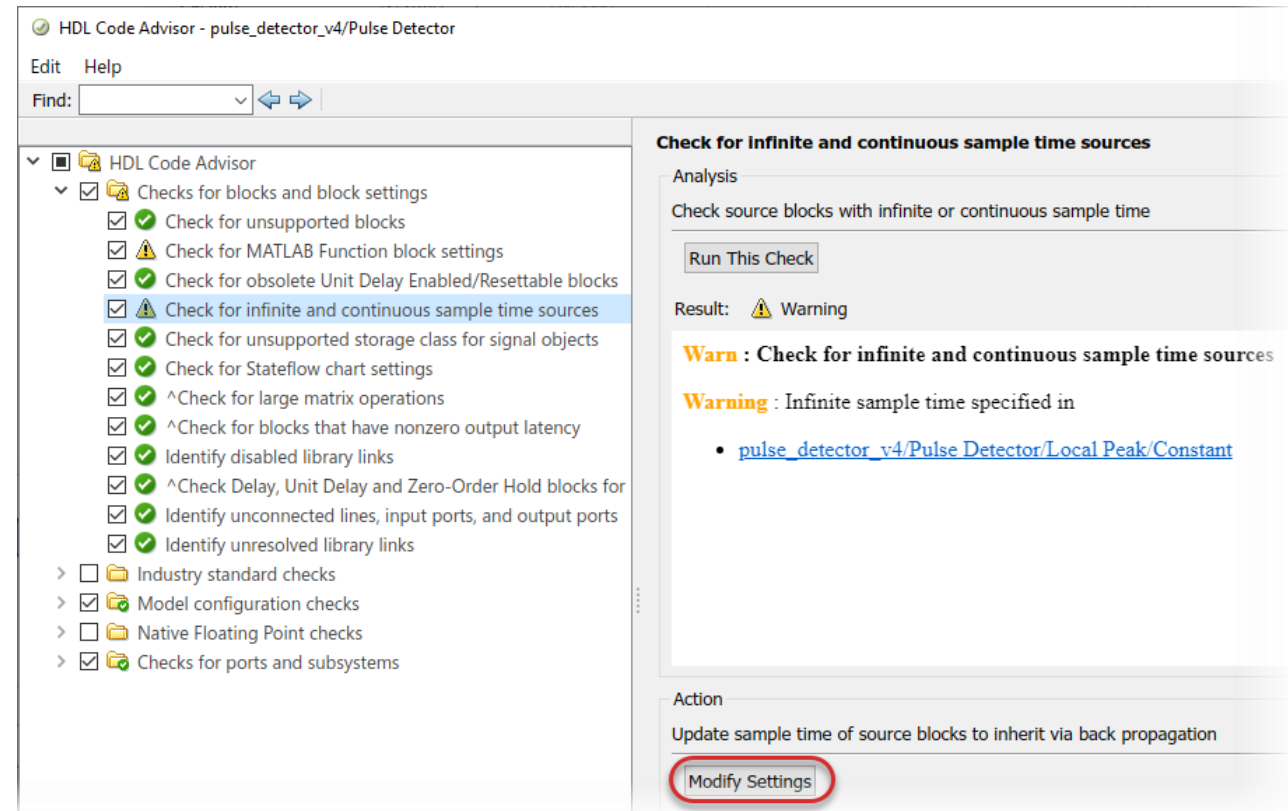 HDL Code Advisor - pulse_detector_v4/Pulse Detector
Edit Help
Find:
HDL Code Advisor
Checks for blocks and block settings
Check for unsupported blocks
Check for MATLAB Function block settings
Check for obsolete Unit Delay Enabled/Resettable blocks
Check for infinite and continuous sample time sources
Check for unsupported storage class for signal objects
Check for Stateflow chart settings
^Check for large matrix operations
^Check for blocks that have nonzero output latency
Identify disabled library links
^Check Delay, Unit Delay and Zero-Order Hold blocks for
Identify unconnected lines, input ports, and output ports
Identify unresolved library links
Industry standard checks
Model configuration checks
Native Floating Point checks
Checks for ports and subsystems
Check for infinite and continuous sample time sources
Analysis
Check source blocks with infinite or continuous sample time
Run This Check
Result: Warning
Warn : Check for infinite and continuous sample time sources
Warning : Infinite sample time specified in
• pulse_detector_v4/Pulse Detector/Local Peak/Constant
Action
Update sample time of source blocks to inherit via back propagation
Modify Settings